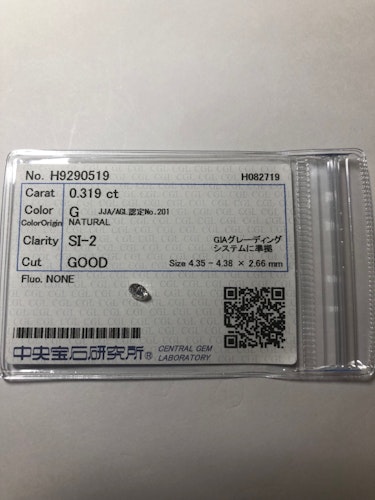 No. H9290519 H082719
Carat 0.319 ct
Color G JJA/AGL認定No.201
ColorOrigin NATURAL
Clarity SI-2 GIAグレーディング
システムに準拠
Cut GOOD Size 4.35 - 4.38 × 2.66 mm
Fluo. NONE
中央宝石研究所® CENTRAL GEM
LABORATORY